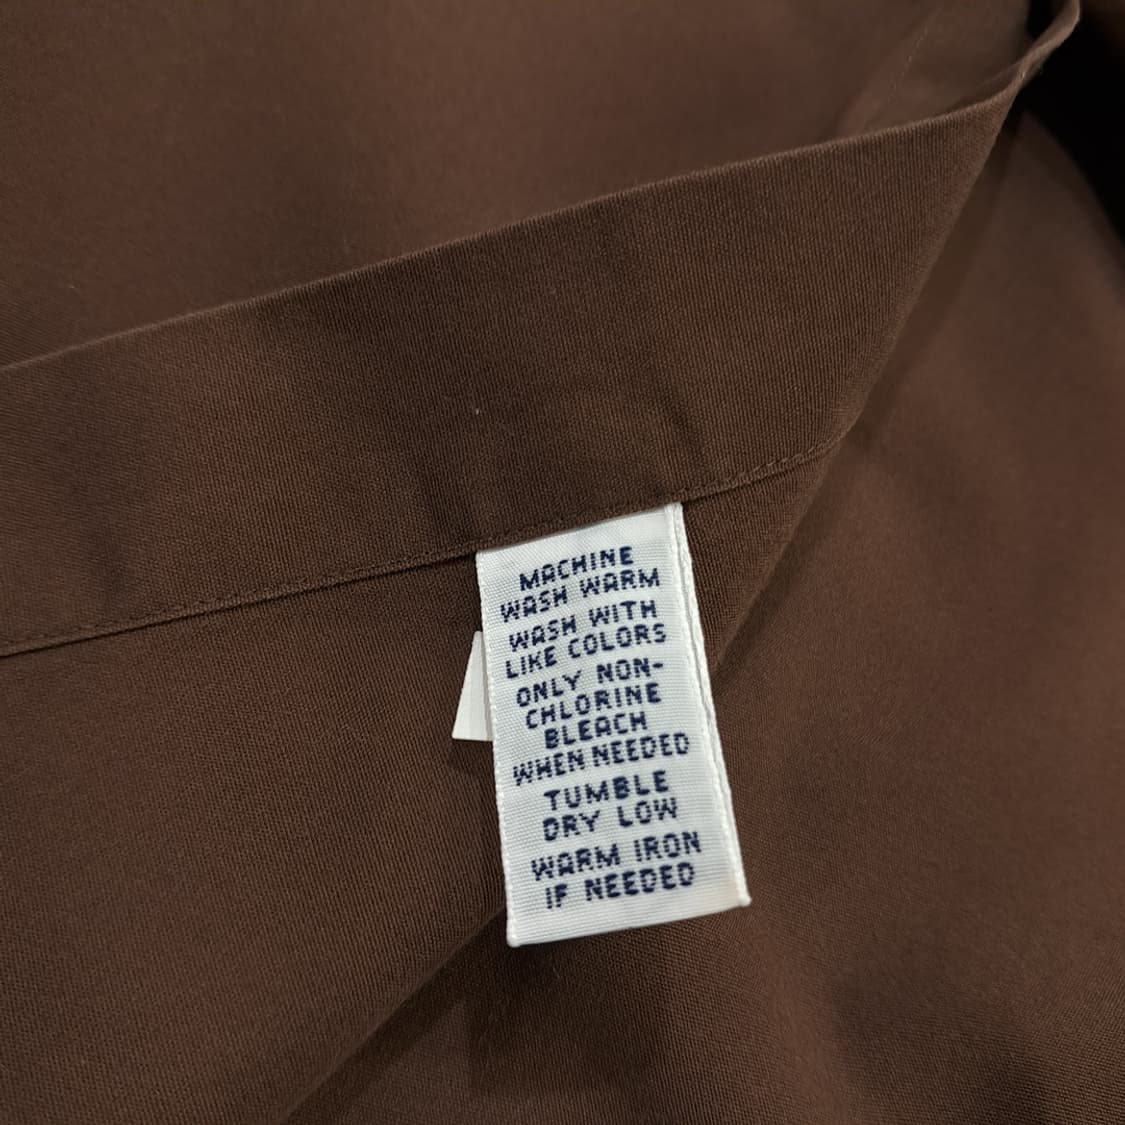 MACHINE
WASH WARM
WASH WITH
LIKE COLORS
ONLY NON-
CHLORINE
BLEACH
WHEN NEEDED
TUMBLE
DRY LOW
WARM IRON
IF NEEDED